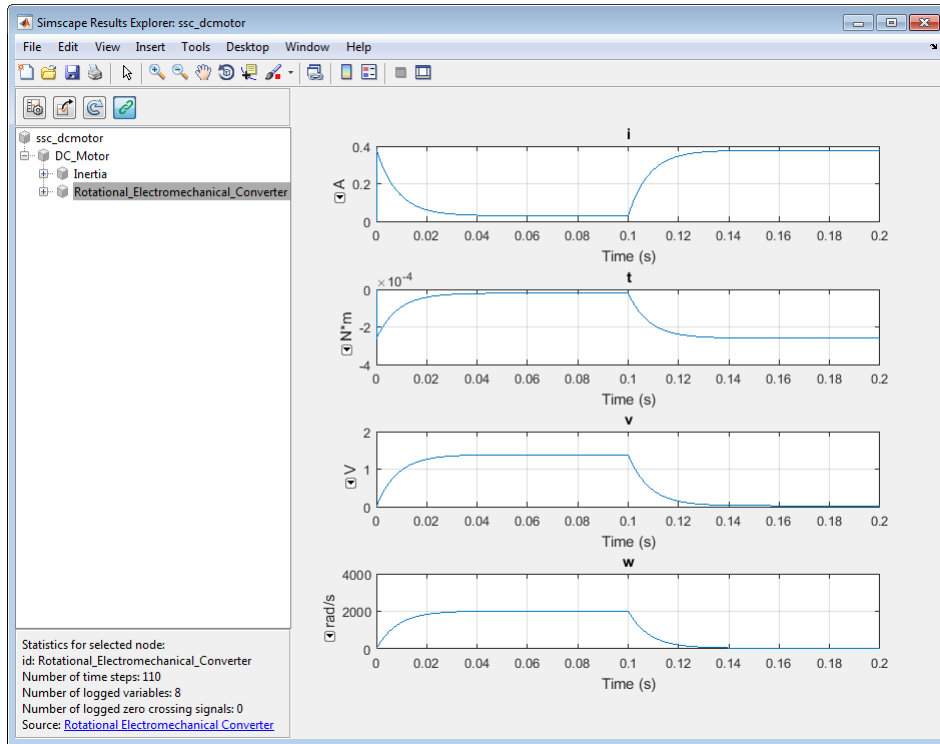 Simscape Results Explorer: ssc_dcmotor
File Edit View Insert Tools Desktop Window Help
ssc_dcmotor
DC_Motor
Inertia
Rotational_Electromechanical_Converter
Statistics for selected node:
id: Rotational_Electromechanical_Converter
Number of time steps: 110
Number of logged variables: 8
Number of logged zero crossing signals: 0
Source: Rotational Electromechanical Converter
i
0.4
0.2
0
A
0 0.02 0.04 0.06 0.08 0.1 0.12 0.14 0.16 0.18 0.2
Time (s)
t
×10⁻⁴
0
-2
-4
N*m
0 0.02 0.04 0.06 0.08 0.1 0.12 0.14 0.16 0.18 0.2
Time (s)
v
2
1
0
V
0 0.02 0.04 0.06 0.08 0.1 0.12 0.14 0.16 0.18 0.2
Time (s)
w
4000
2000
0
rad/s
0 0.02 0.04 0.06 0.08 0.1 0.12 0.14 0.16 0.18 0.2
Time (s)